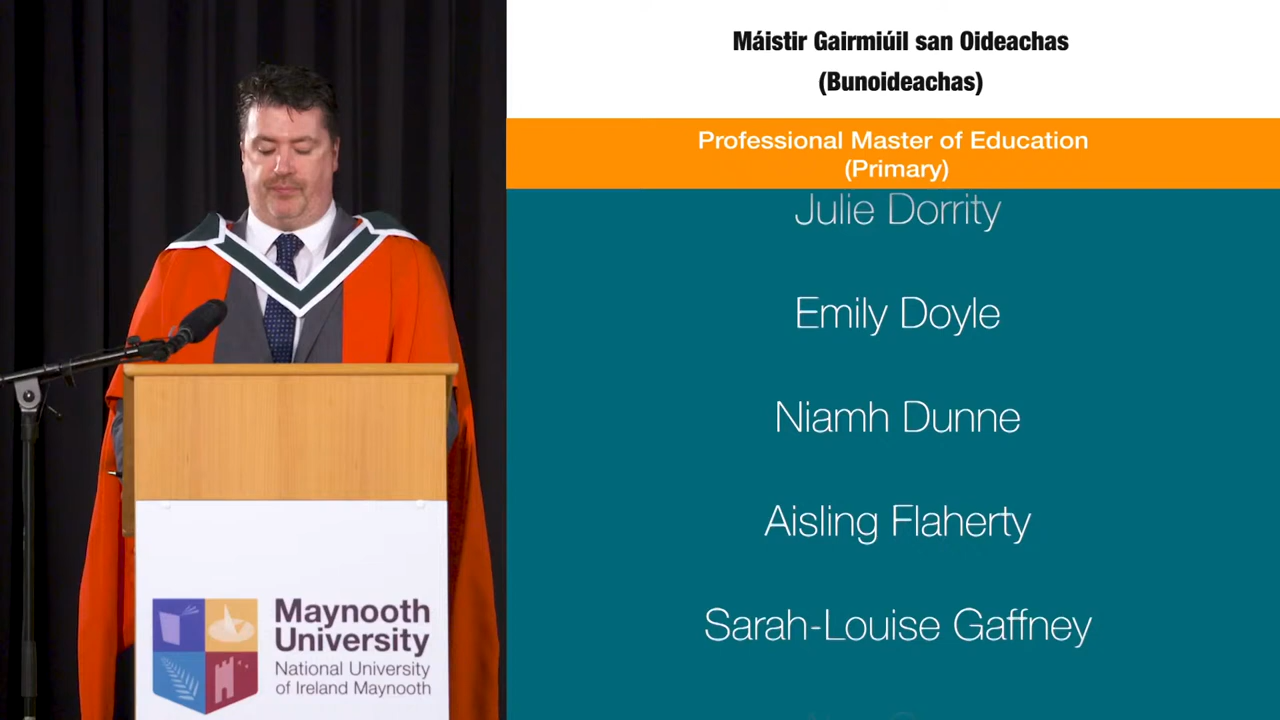 Máistir Gairmiúil san Oideachas
(Bunoideachas)
Professional Master of Education
(Primary)
Julie Dorrity
Emily Doyle
Niamh Dunne
Aisling Flaherty
Sarah-Louise Gaffney
Maynooth
University
National University
of Ireland Maynooth